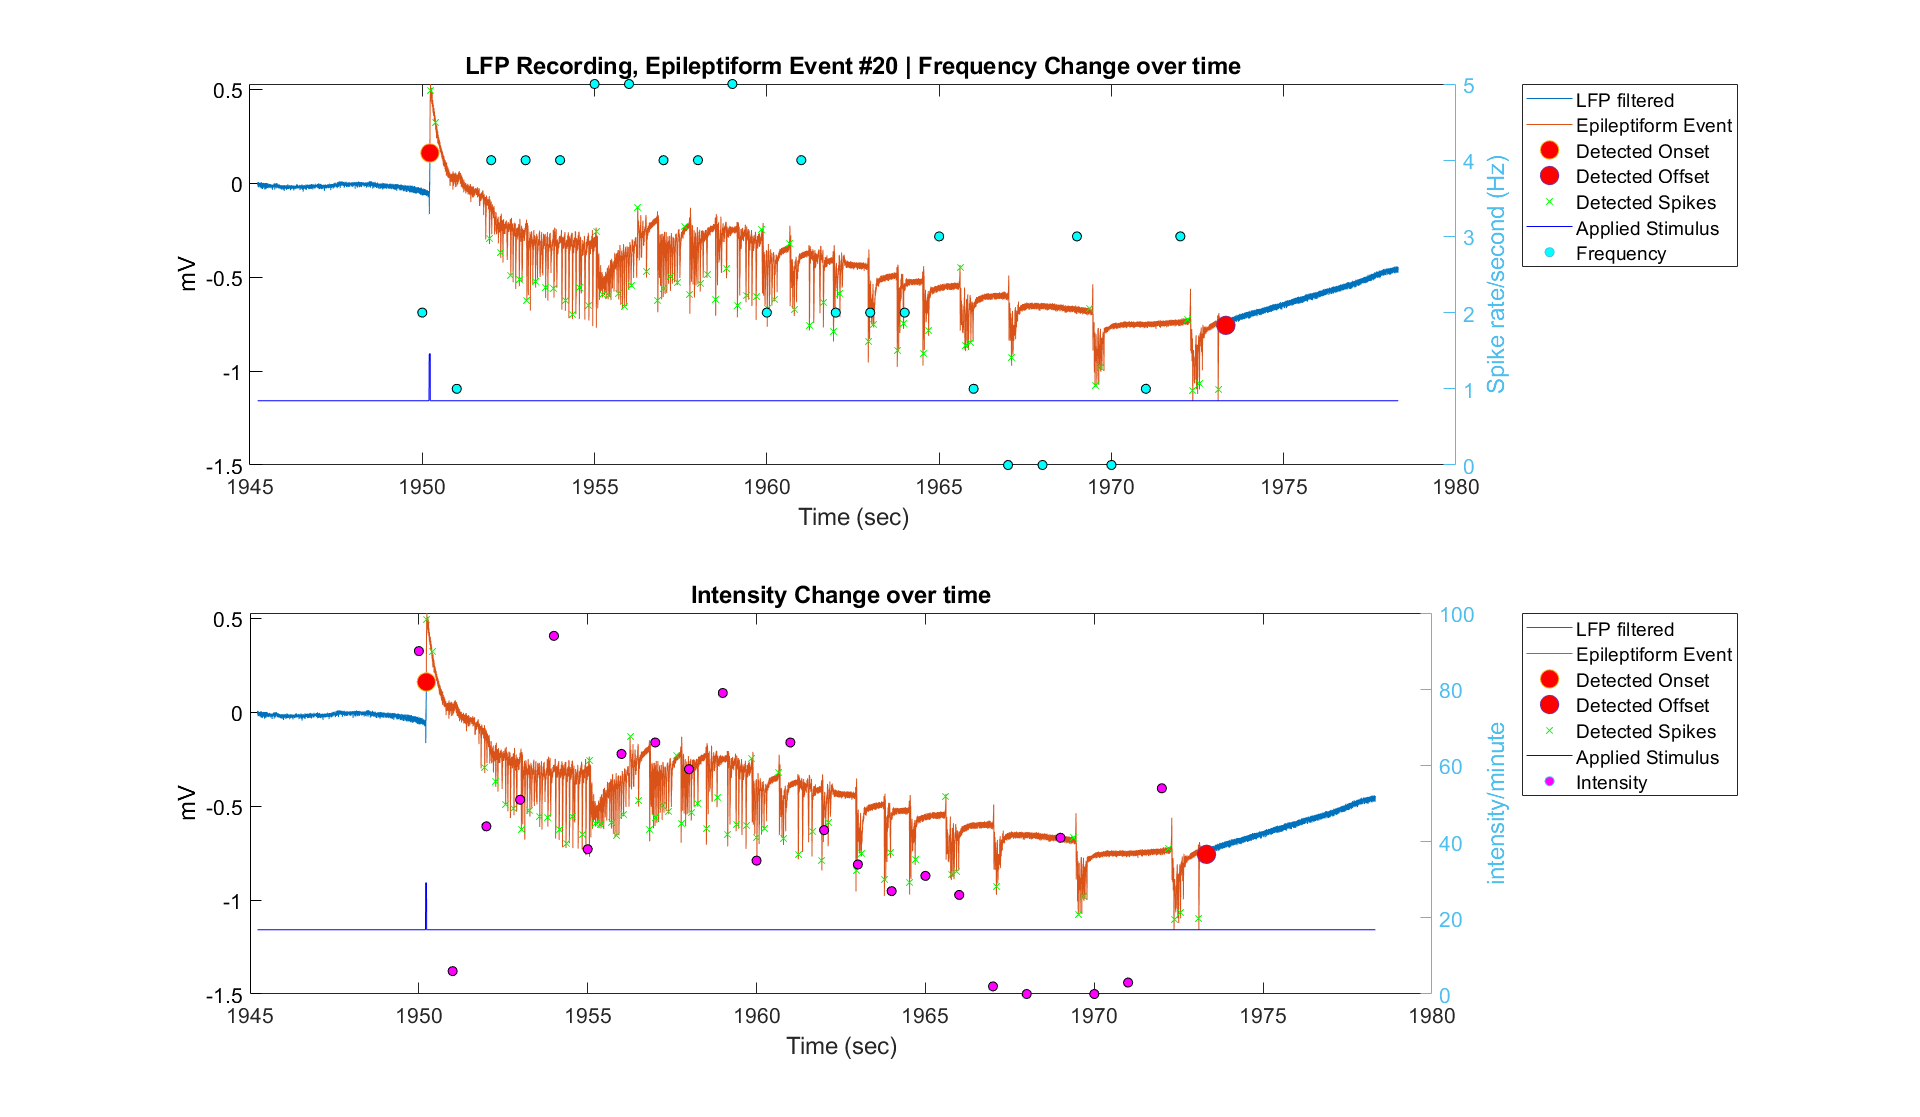 LFP Recording, Epileptiform Event #20 | Frequency Change over time
0.5
0
-0.5
-1
-1.5
mV
5
4
3
2
1
0
Spike rate/second (Hz)
1945 1950 1955 1960 1965 1970 1975 1980
Time (sec)
LFP filtered
Epileptiform Event
Detected Onset
Detected Offset
Detected Spikes
Applied Stimulus
Frequency
Intensity Change over time
0.5
0
-0.5
-1
-1.5
mV
100
80
60
40
20
0
intensity/minute
1945 1950 1955 1960 1965 1970 1975 1980
Time (sec)
LFP filtered
Epileptiform Event
Detected Onset
Detected Offset
Detected Spikes
Applied Stimulus
Intensity